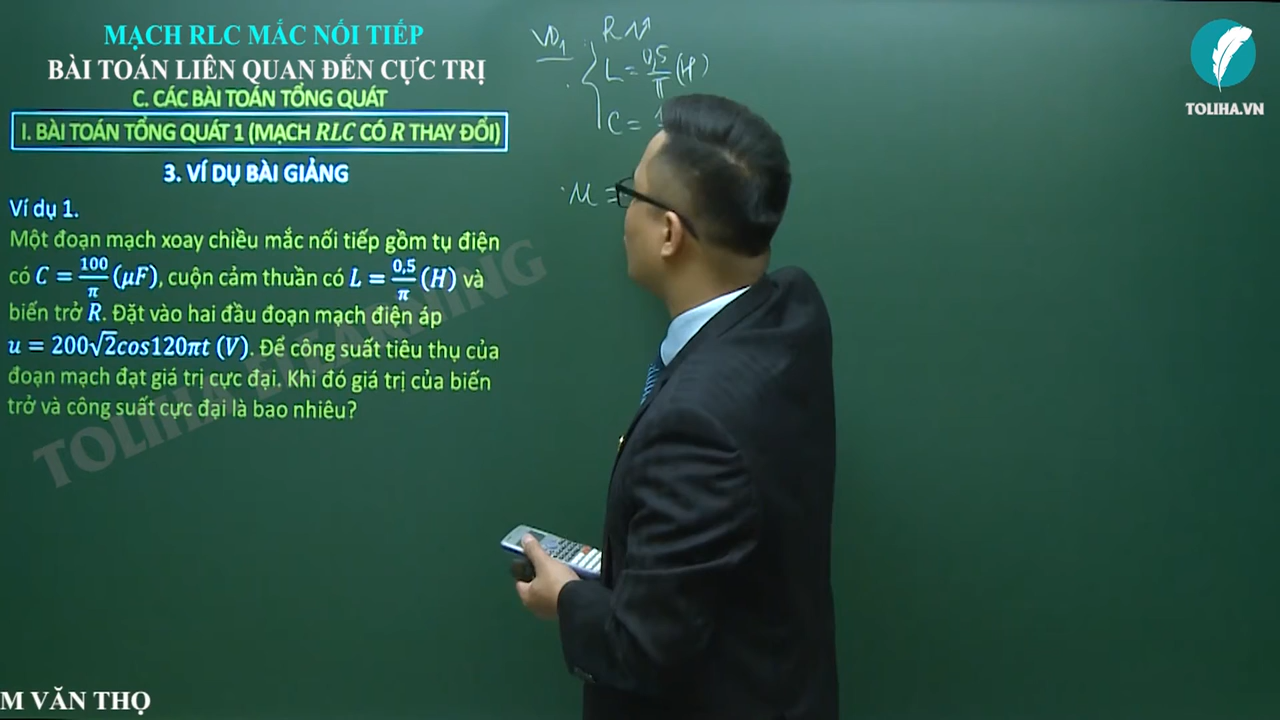 MẠCH RLC MẮC NỐI TIẾP
BÀI TOÁN LIÊN QUAN ĐẾN CỰC TRỊ
C. CÁC BÀI TOÁN TỔNG QUÁT
I. BÀI TOÁN TỔNG QUÁT 1 (MẠCH RLC CÓ R THAY ĐỔI)
3. VÍ DỤ BÀI GIẢNG
Ví dụ 1.
Một đoạn mạch xoay chiều mắc nối tiếp gồm tụ điện
có C = 100/π (μF), cuộn cảm thuần có L = 0,5/π (H) và
biến trở R. Đặt vào hai đầu đoạn mạch điện áp
u = 200√2cos120πt (V). Để công suất tiêu thụ của
đoạn mạch đạt giá trị cực đại. Khi đó giá trị của biến
trở và công suất cực đại là bao nhiêu?
TOLIHA ELEARNING
M VĂN THỌ
VD1
R
L = 0,5/π (H)
C =
u =
TOLIHA.VN